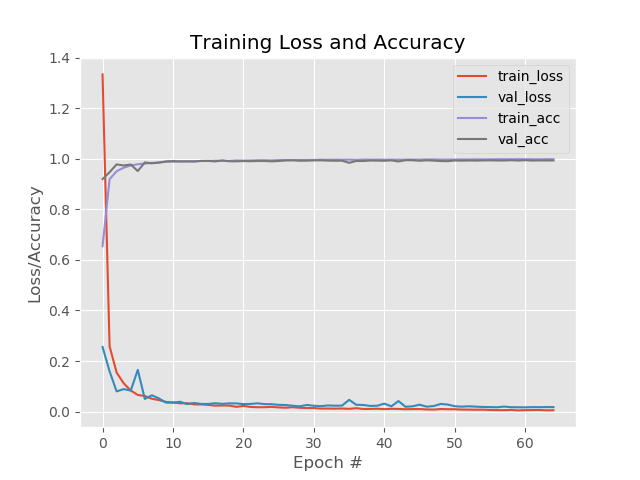 Training Loss and Accuracy
1.4
1.2
1.0
0.8
0.6
0.4
0.2
0.0
Loss/Accuracy
train_loss
val_loss
train_acc
val_acc
0 10 20 30 40 50 60
Epoch #